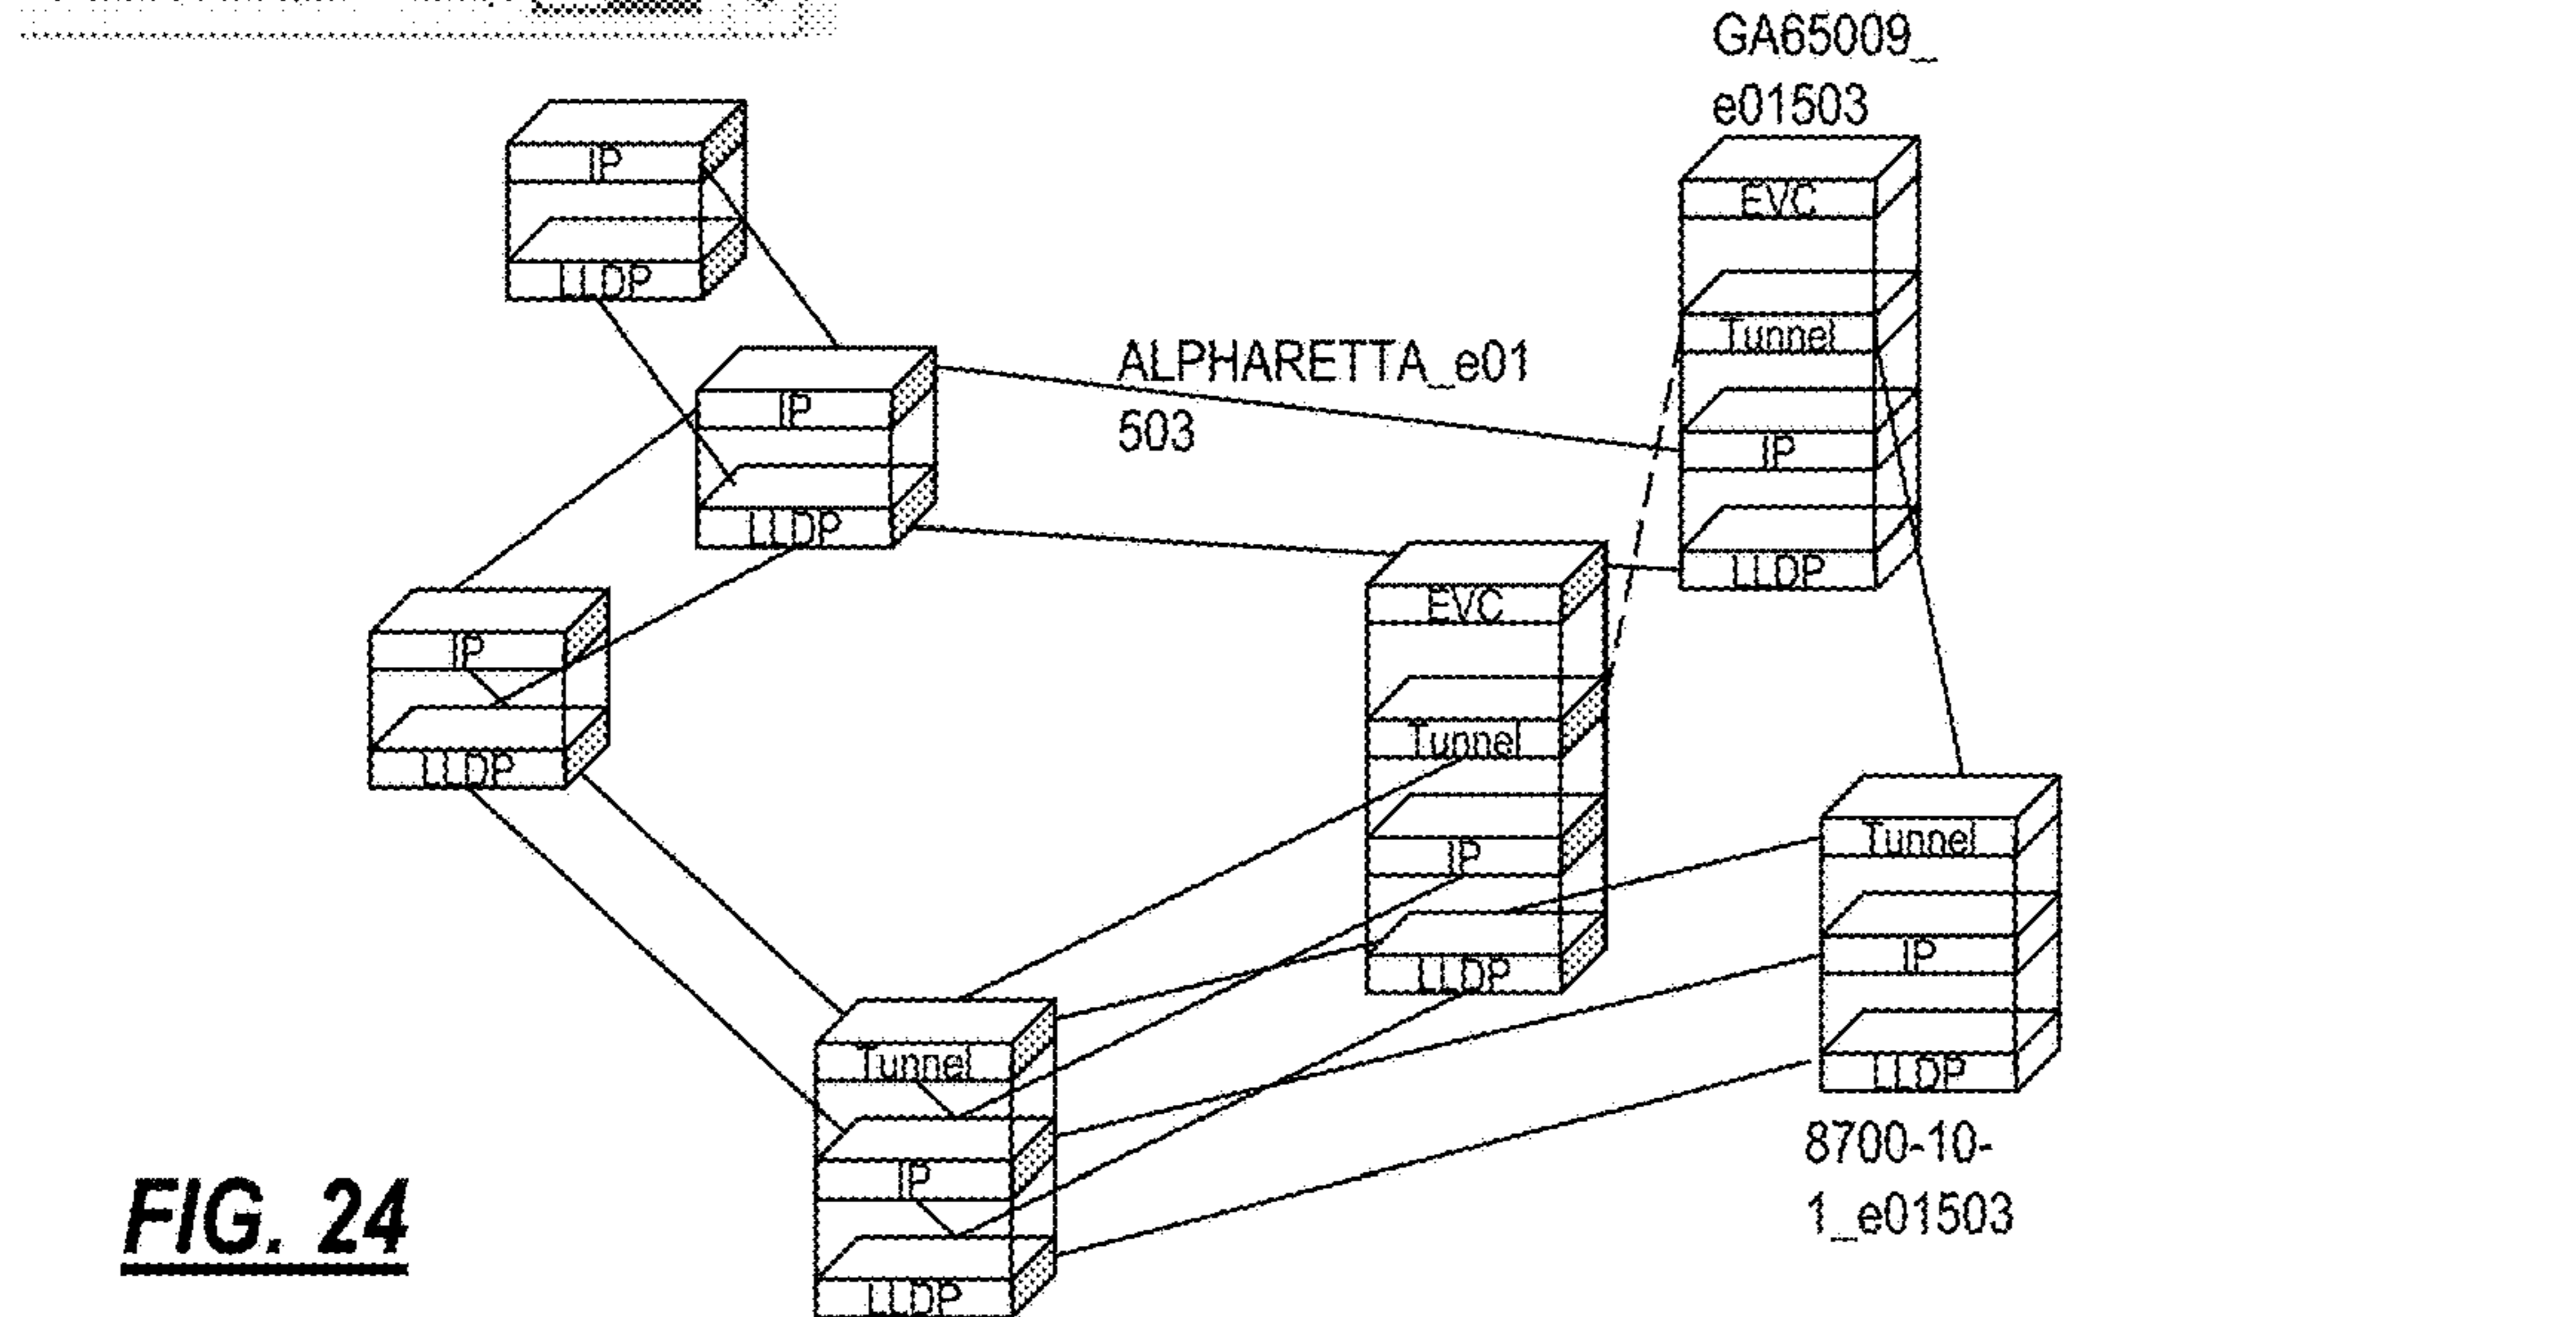 GA65009_
e01503
IP
LLDP
EVC
Tunnel
IP
LLDP
ALPHARETTA_e01
503
IP
LLDP
IP
LLDP
EVC
Tunnel
IP
LLDP
Tunnel
IP
LLDP
8700-10-
1_e01503
Tunnel
IP
LLDP
FIG. 24